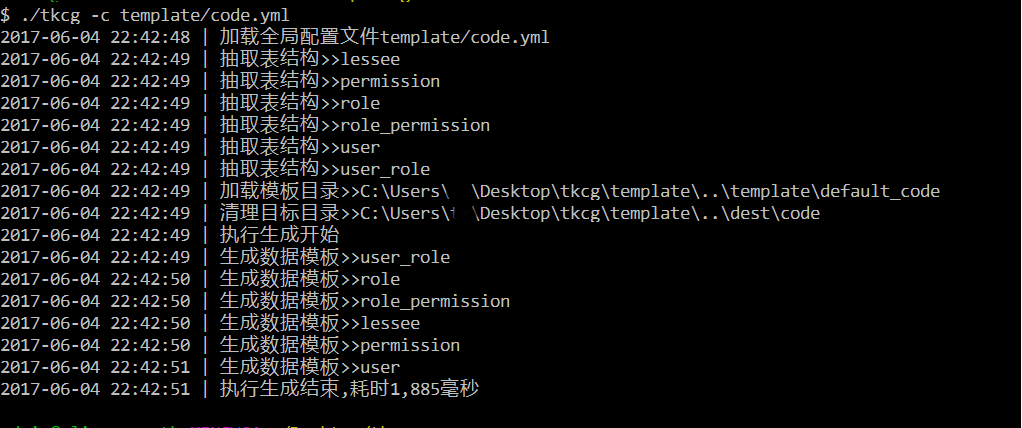 $ ./tkcg -c template/code.yml
2017-06-04 22:42:48 | 加载全局配置文件template/code.yml
2017-06-04 22:42:49 | 抽取表结构>>lessee
2017-06-04 22:42:49 | 抽取表结构>>permission
2017-06-04 22:42:49 | 抽取表结构>>role
2017-06-04 22:42:49 | 抽取表结构>>role_permission
2017-06-04 22:42:49 | 抽取表结构>>user
2017-06-04 22:42:49 | 抽取表结构>>user_role
2017-06-04 22:42:49 | 加载模板目录>>C:\Users\ \Desktop\tkcg\template\..\template\default_code
2017-06-04 22:42:49 | 清理目标目录>>C:\Users\ \Desktop\tkcg\template\..\dest\code
2017-06-04 22:42:49 | 执行生成开始
2017-06-04 22:42:49 | 生成数据模板>>user_role
2017-06-04 22:42:50 | 生成数据模板>>role
2017-06-04 22:42:50 | 生成数据模板>>role_permission
2017-06-04 22:42:50 | 生成数据模板>>lessee
2017-06-04 22:42:50 | 生成数据模板>>permission
2017-06-04 22:42:51 | 生成数据模板>>user
2017-06-04 22:42:51 | 执行生成结束,耗时1,885毫秒